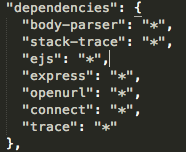 "dependencies": {
"body-parser": "*",
"stack-trace": "*",
"ejs": "*",
"express": "*",
"openurl": "*",
"connect": "*",
"trace": "*"
},